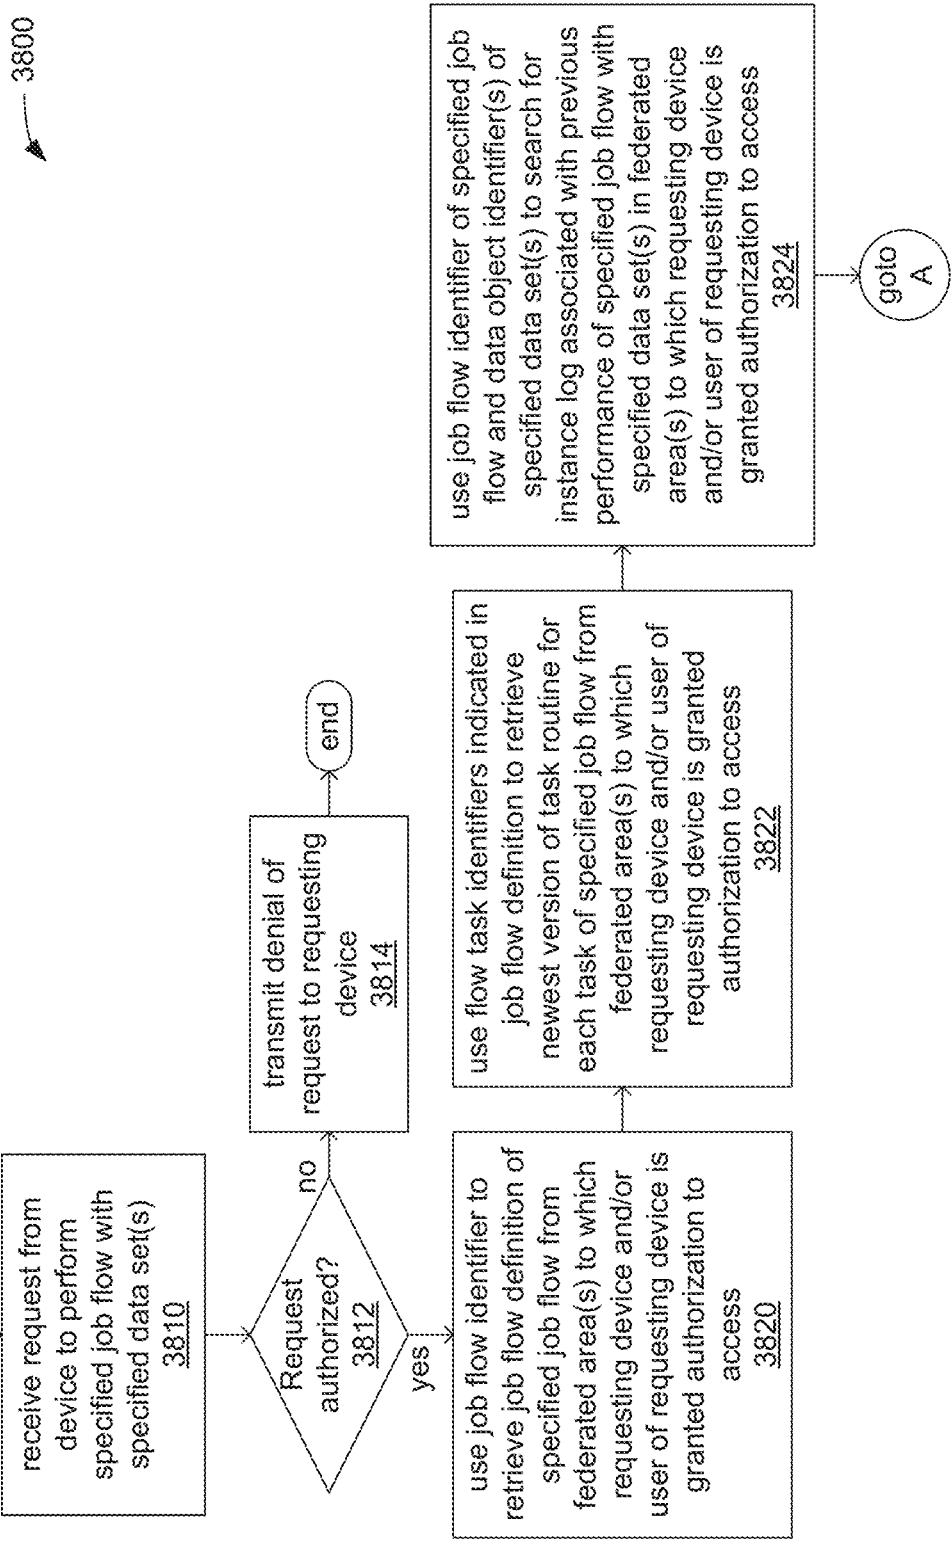 3800
receive request from
device to perform
specified job flow with
specified data set(s)
3810
Request
authorized?
3812
no
transmit denial of
request to requesting
device
3814
end
yes
use job flow identifier to
retrieve job flow definition of
specified job flow from
federated area(s) to which
requesting device and/or
user of requesting device is
granted authorization to
access
3820
use flow task identifiers indicated in
job flow definition to retrieve
newest version of task routine for
each task of specified job flow from
federated area(s) to which
requesting device and/or user of
requesting device is granted
authorization to access
3822
use job flow identifier of specified job
flow and data object identifier(s) of
specified data set(s) to search for
instance log associated with previous
performance of specified job flow with
specified data set(s) in federated
area(s) to which requesting device
and/or user of requesting device is
granted authorization to access
3824
goto
A